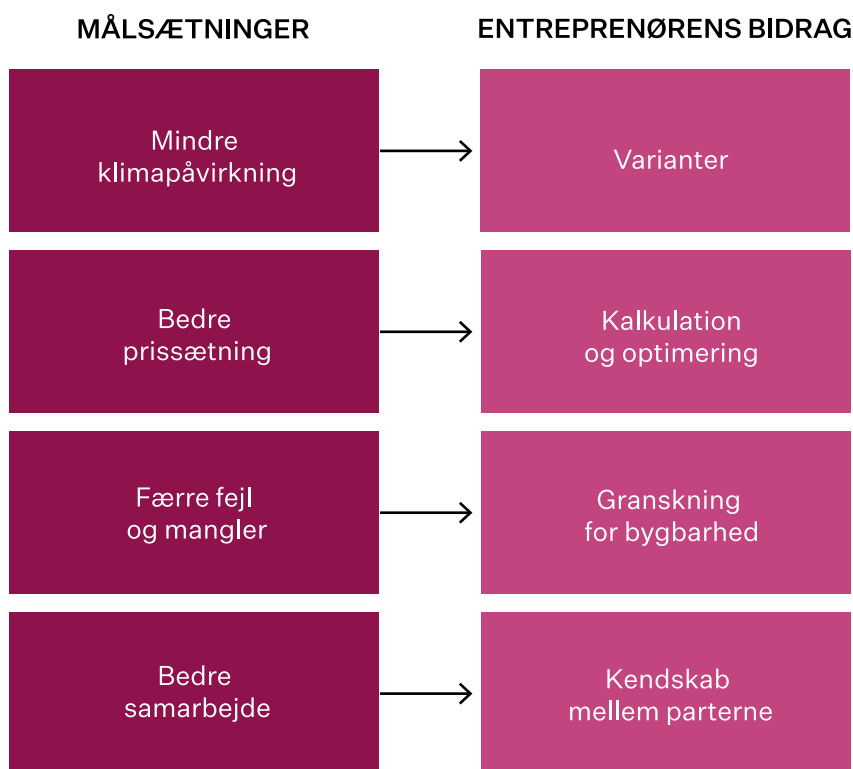 MÅLSÆTNINGER
ENTREPRENØRENS BIDRAG
Mindre
klimapåvirkning
Varianter
Bedre
prissætning
Kalkulation
og optimering
Færre fejl
og mangler
Granskning
for bygbarhed
Bedre
samarbejde
Kendskab
mellem parterne